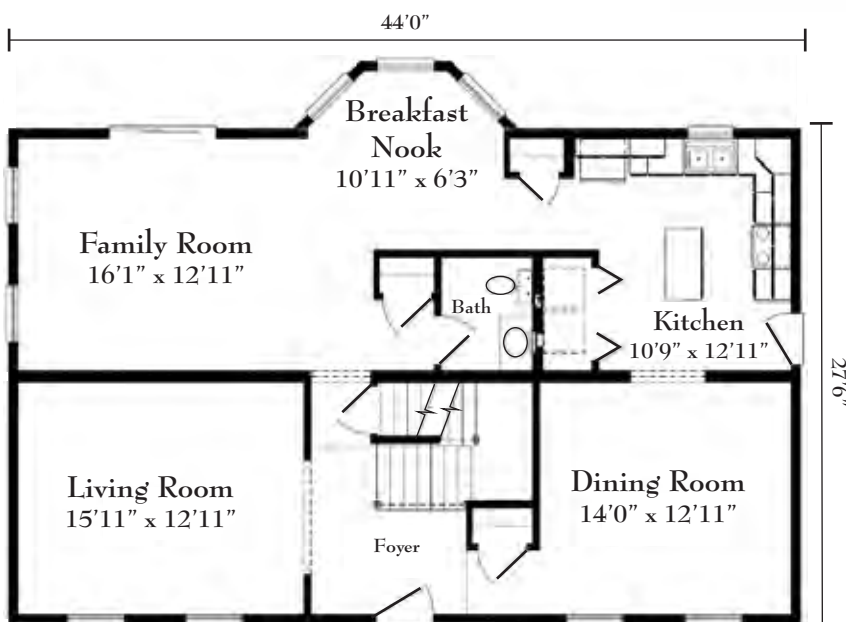 44’0”
Breakfast
Nook
10’11” x 6’3”
Family Room
16’1” x 12’11”
Bath
Kitchen
10’9” x 12’11”
27’6”
Living Room
15’11” x 12’11”
Dining Room
14’0” x 12’11”
Foyer